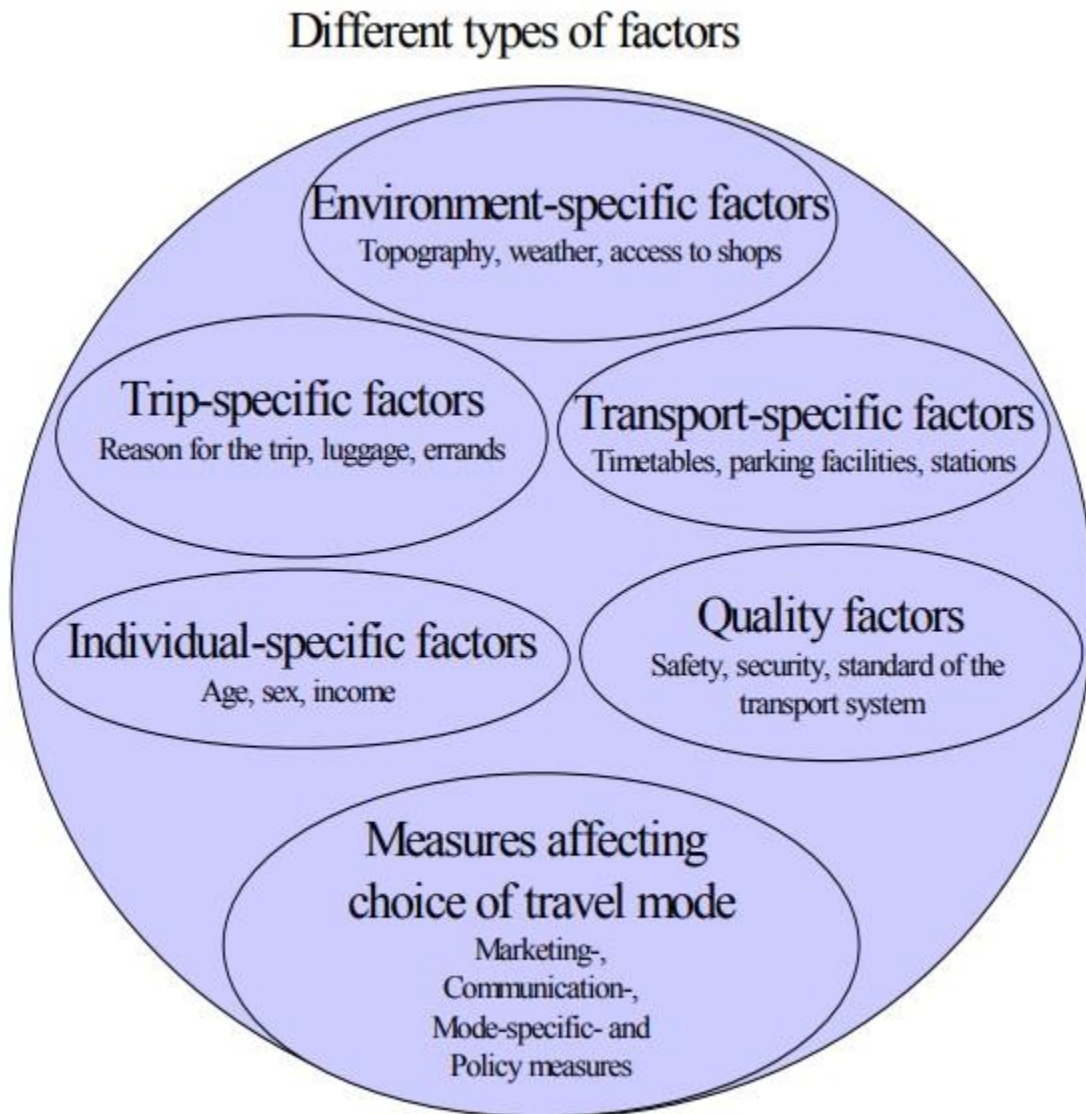 Different types of factors
Environment-specific factors
Topography, weather, access to shops
Trip-specific factors
Reason for the trip, luggage, errands
Transport-specific factors
Timetables, parking facilities, stations
Individual-specific factors
Age, sex, income
Quality factors
Safety, security, standard of the
transport system
Measures affecting
choice of travel mode
Marketing-,
Communication-,
Mode-specific- and
Policy measures